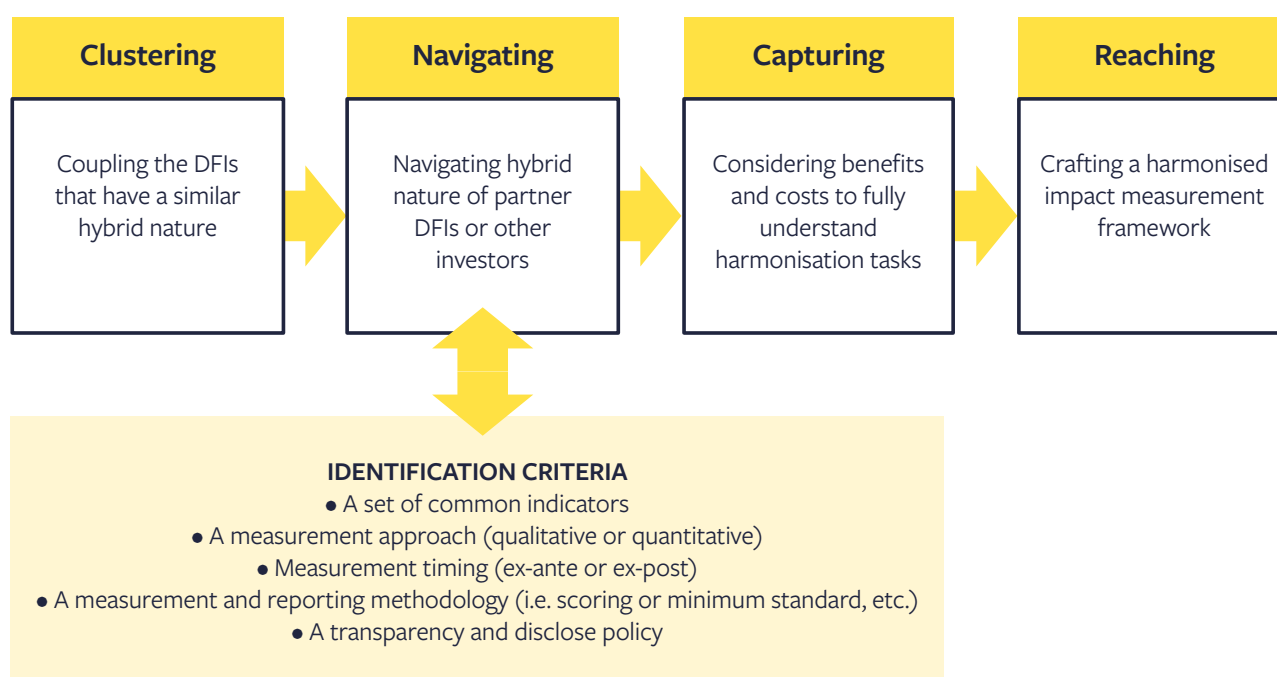 Clustering
Coupling the DFIs
that have a similar
hybrid nature
Navigating
Navigating hybrid
nature of partner
DFIs or other
investors
Capturing
Considering benefits
and costs to fully
understand
harmonisation tasks
Reaching
Crafting a harmonised
impact measurement
framework
IDENTIFICATION CRITERIA
● A set of common indicators
● A measurement approach (qualitative or quantitative)
● Measurement timing (ex-ante or ex-post)
● A measurement and reporting methodology (i.e. scoring or minimum standard, etc.)
● A transparency and disclose policy